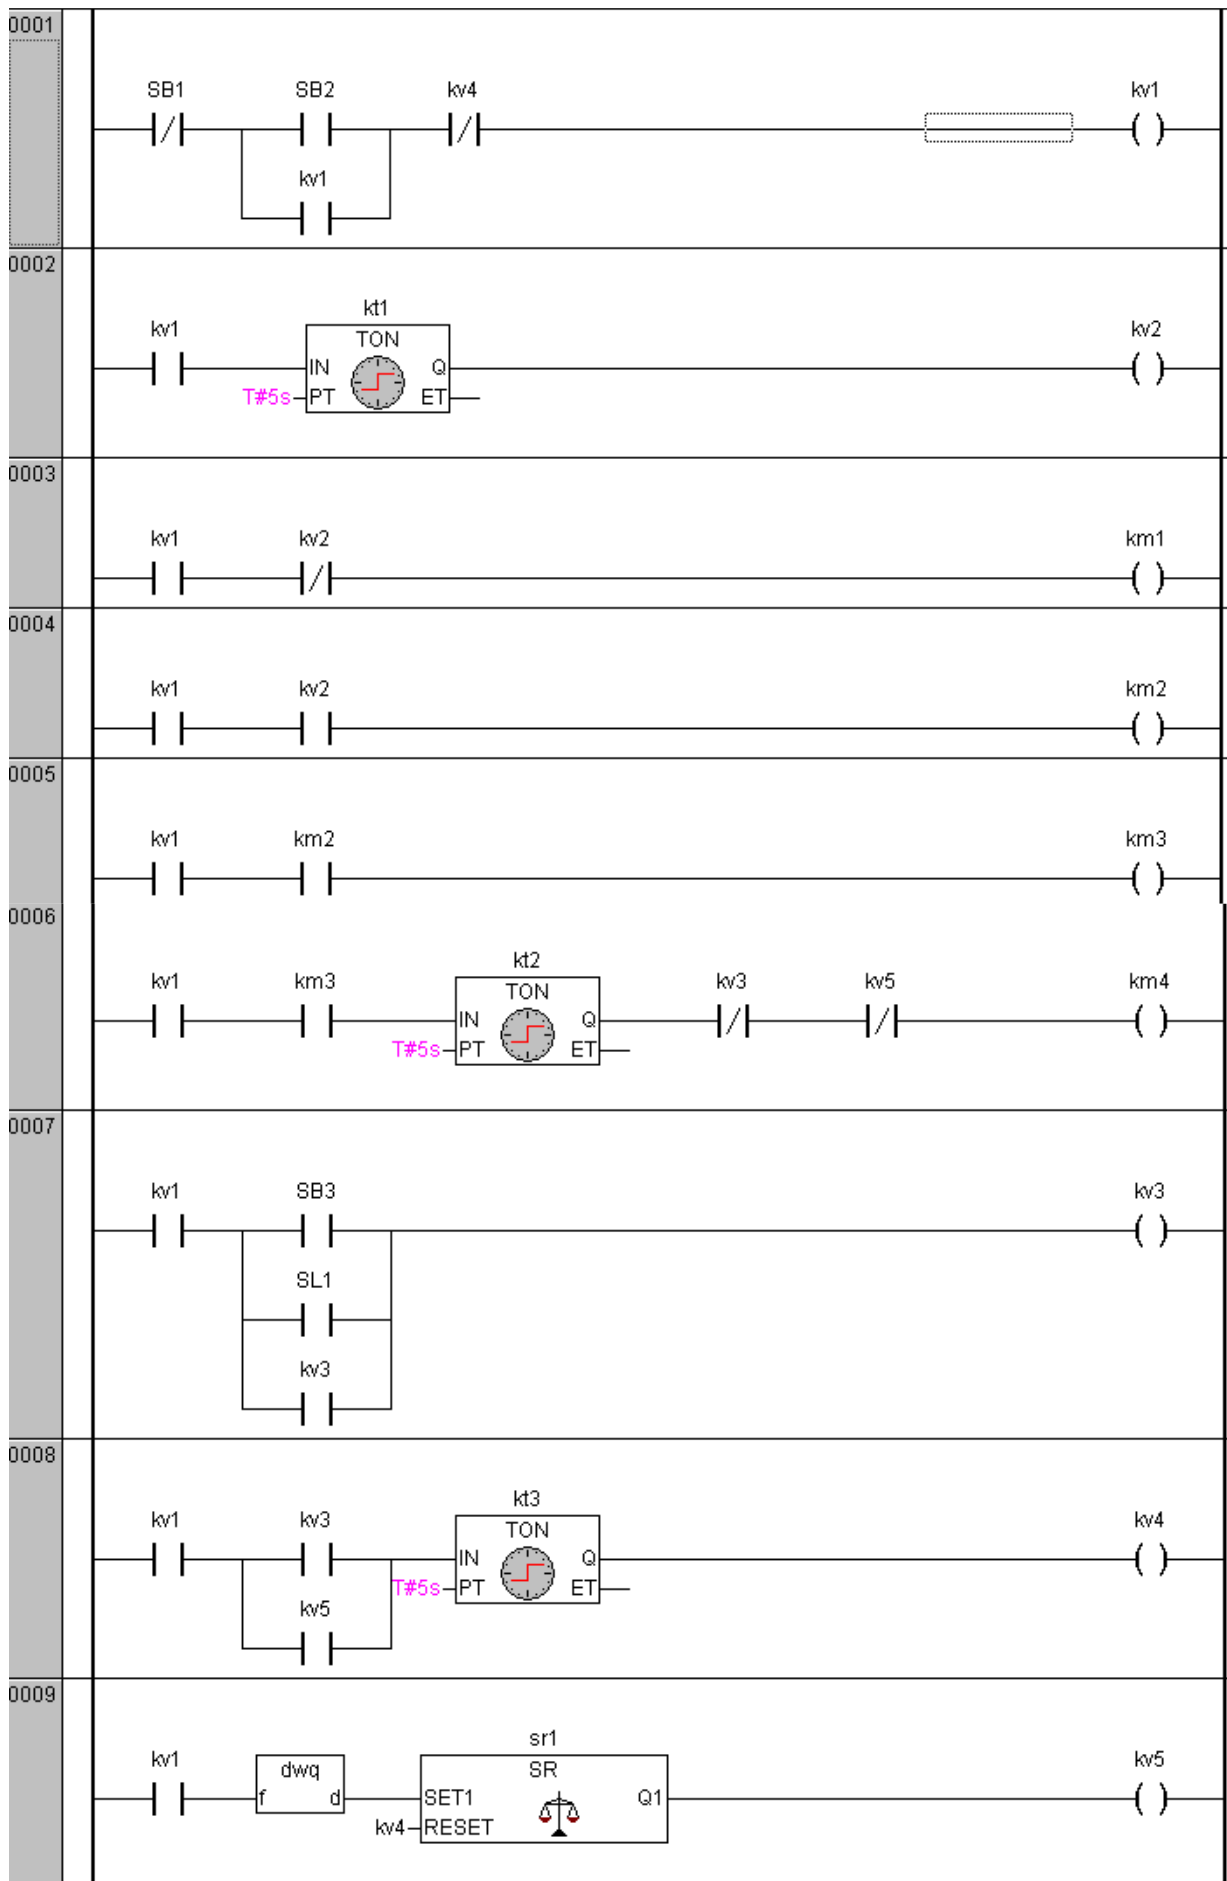 0001
SB1 SB2 kv4 kv1
kv1
0002
kt1
kv1 TON kv2
IN Q
T#5s PT ET
0003
kv1 kv2 km1
0004
kv1 kv2 km2
0005
kv1 km2 km3
0006
kt2
kv1 km3 TON kv3 kv5 km4
IN Q
T#5s PT ET
0007
kv1 SB3 kv3
SL1
kv3
0008
kt3
kv1 kv3 TON kv4
IN Q
T#5s PT ET
kv5
0009
sr1
kv1 dwq SR kv5
f d SET1 Q1
kv4 RESET